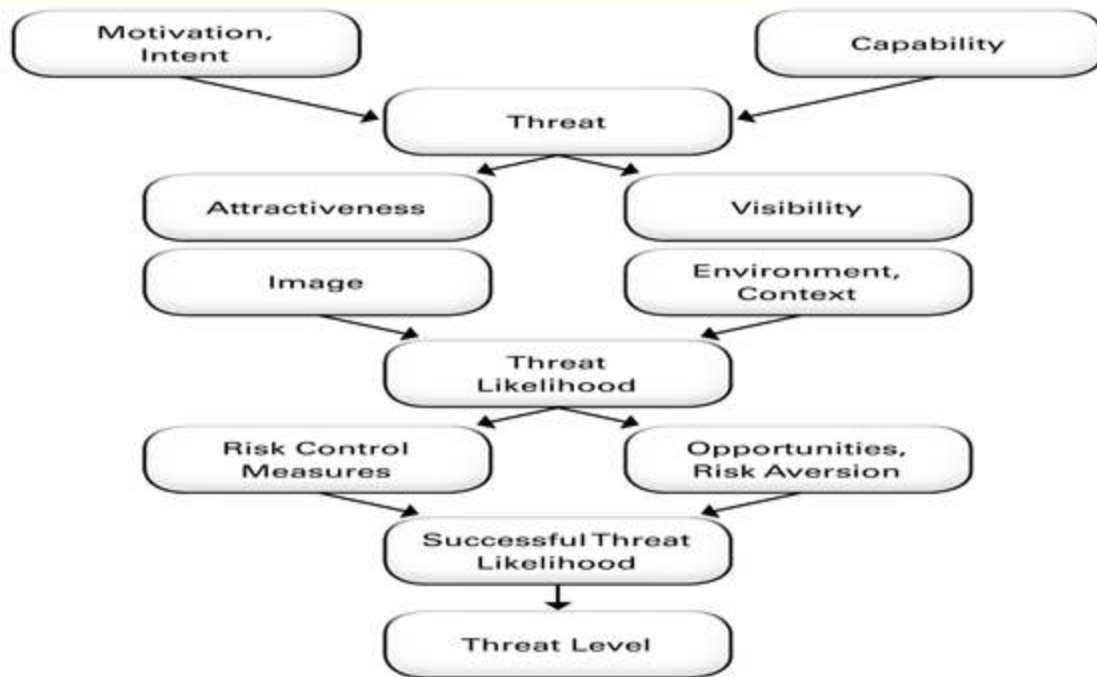 Motivation,
Intent
Capability
Threat
Attractiveness
Visibility
Image
Environment,
Context
Threat
Likelihood
Risk Control
Measures
Opportunities,
Risk Aversion
Successful Threat
Likelihood
Threat Level